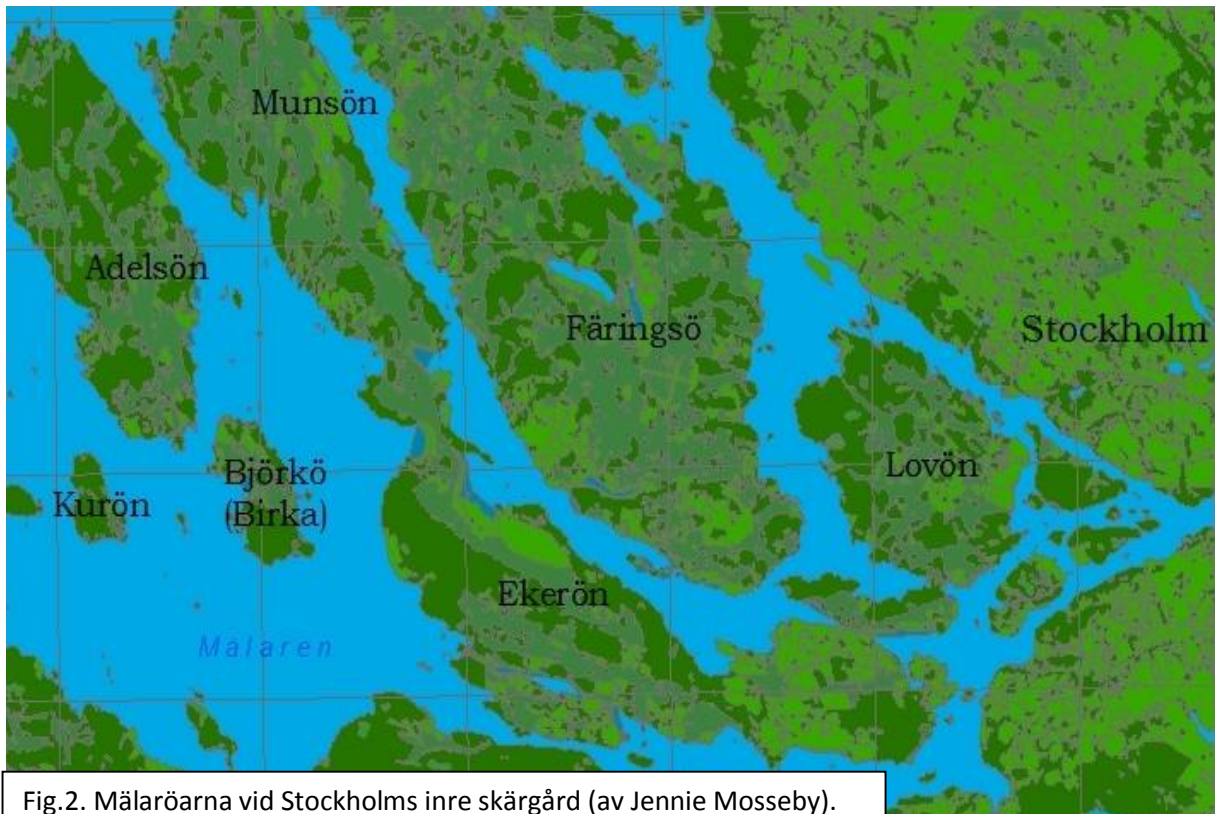 Munsön
Adelsön
Färingsö
Stockholm
Björkö
(Birka)
Kurön
Lovön
Ekerön
Mälaren
Fig.2. Mälaröarna vid Stockholms inre skärgård (av Jennie Mosseby).